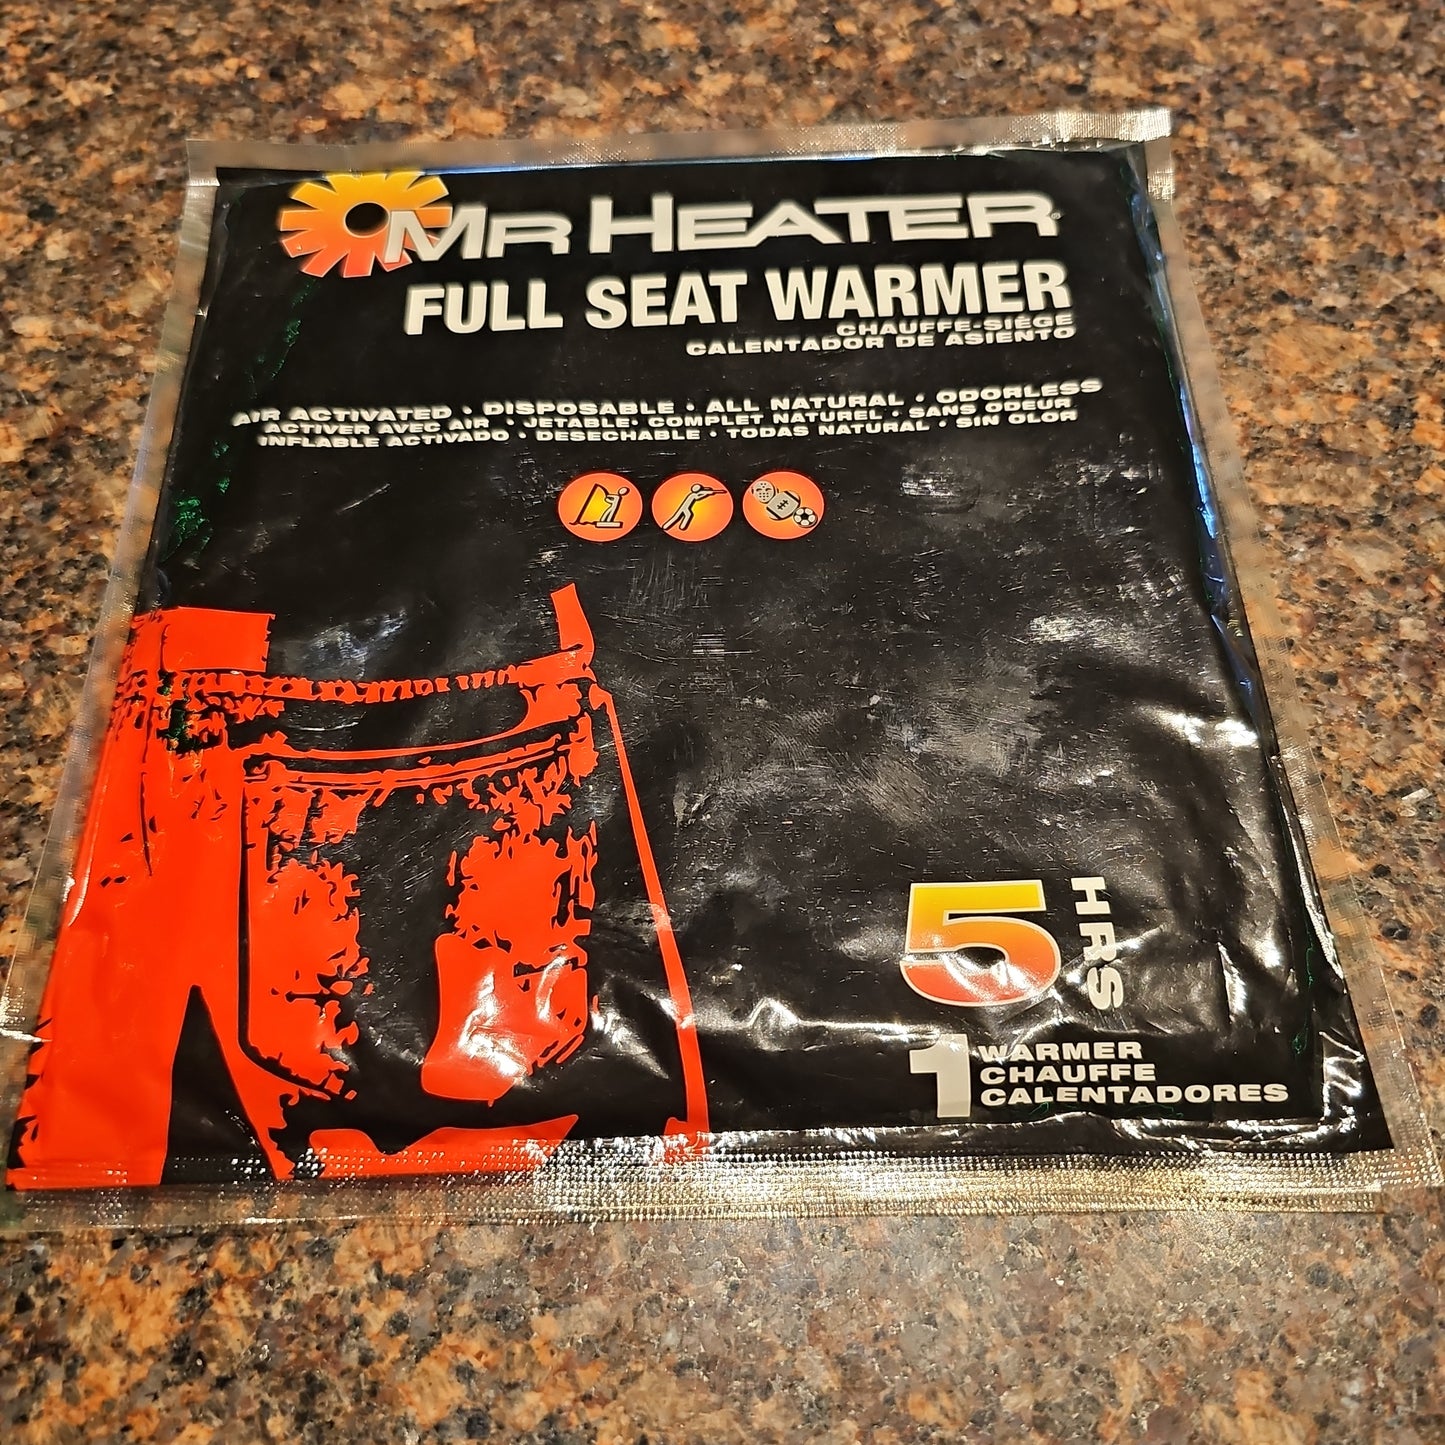 MR HEATER
FULL SEAT WARMER
CHAUFFE-SIÈGE
CALENTADOR DE ASIENTO
AIR ACTIVATED • DISPOSABLE • ALL NATURAL • ODORLESS
ACTIVER AVEC AIR • JETABLE• COMPLET NATUREL • SANS ODEUR
INFLABLE ACTIVADO • DESECHABLE • TODAS NATURAL • SIN OLOR
5 HRS
1 WARMER
CHAUFFE
CALENTADORES